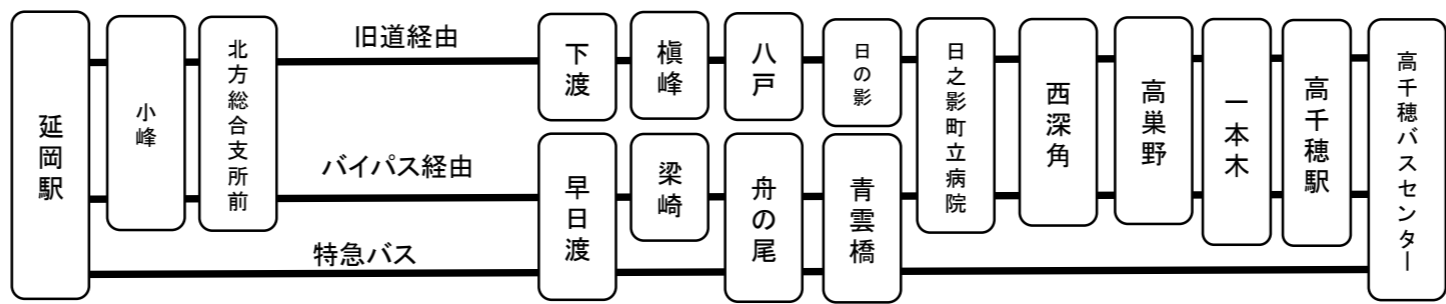 延岡駅
小峰
北方総合支所前
旧道経由
バイパス経由
特急バス
下渡
槇峰
八戸
日の影
早日渡
梁崎
舟の尾
青雲橋
日之影町立病院
西深角
高巣野
一本木
高千穂駅
高千穂バスセンター